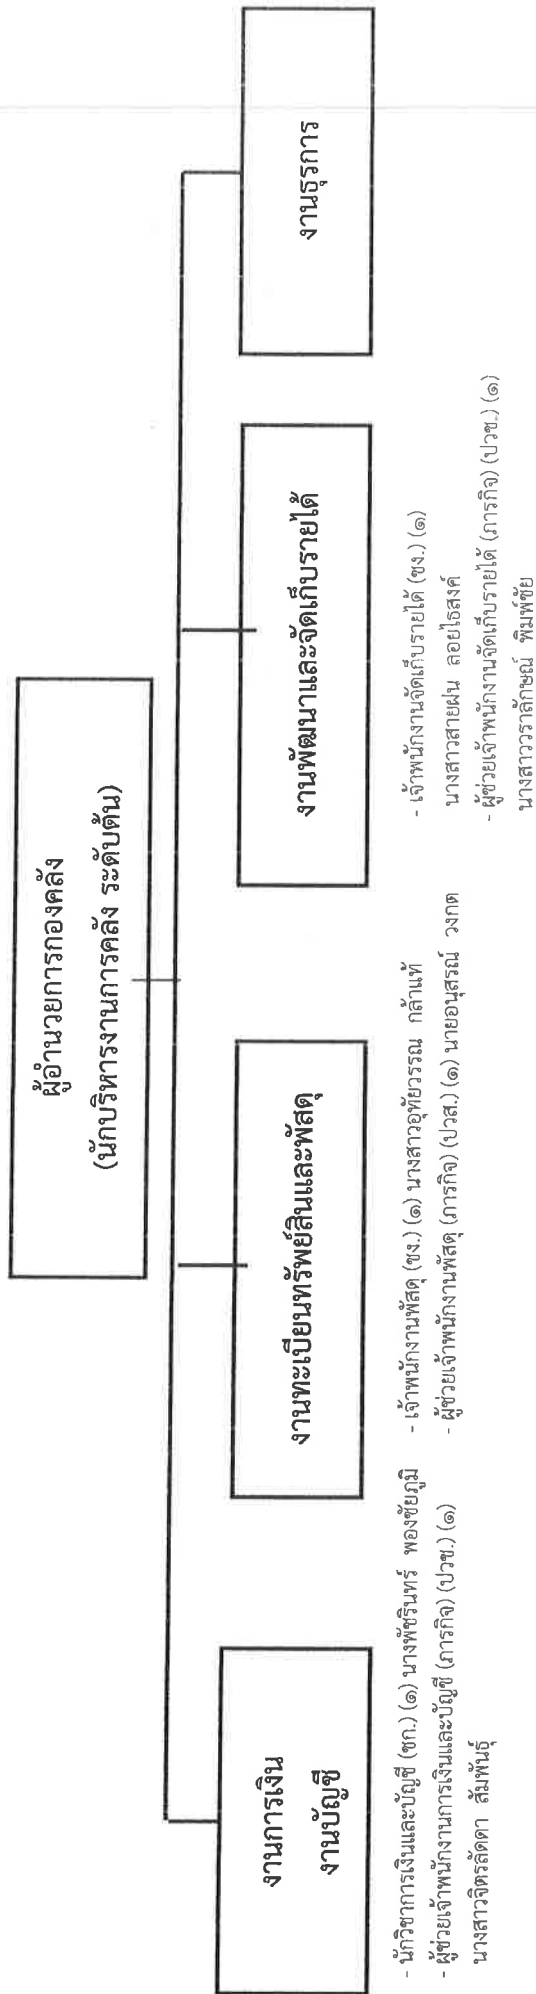 ผู้อำนวยการกองคลัง
(นักบริหารงานการคลัง ระดับต้น)
งานการเงิน
งานบัญชี
- นักวิชาการเงินและบัญชี (ชก.) (๑) นางพัชรินทร์ พองชัยภูมิ
- ผู้ช่วยเจ้าพนักงานการเงินและบัญชี (ภารกิจ) (ปวช.) (๑)
นางสาวจิตรลัดดา สัมพันธุ์
งานทะเบียนทรัพย์สินและพัสดุ
- เจ้าพนักงานพัสดุ (ชง.) (๑) นางสาวอุทัยวรรณ กล้าแท้
- ผู้ช่วยเจ้าพนักงานพัสดุ (ภารกิจ) (ปวส.) (๑) นายอนุสรณ์ วงกต
งานพัฒนาและจัดเก็บรายได้
- เจ้าพนักงานจัดเก็บรายได้ (ชง.) (๑)
นางสาวสายฝน ลอยไธสงค์
- ผู้ช่วยเจ้าพนักงานจัดเก็บรายได้ (ภารกิจ) (ปวช.) (๑)
นางสาววราลักษณ์ พิมพ์ชัย
งานธุรการ